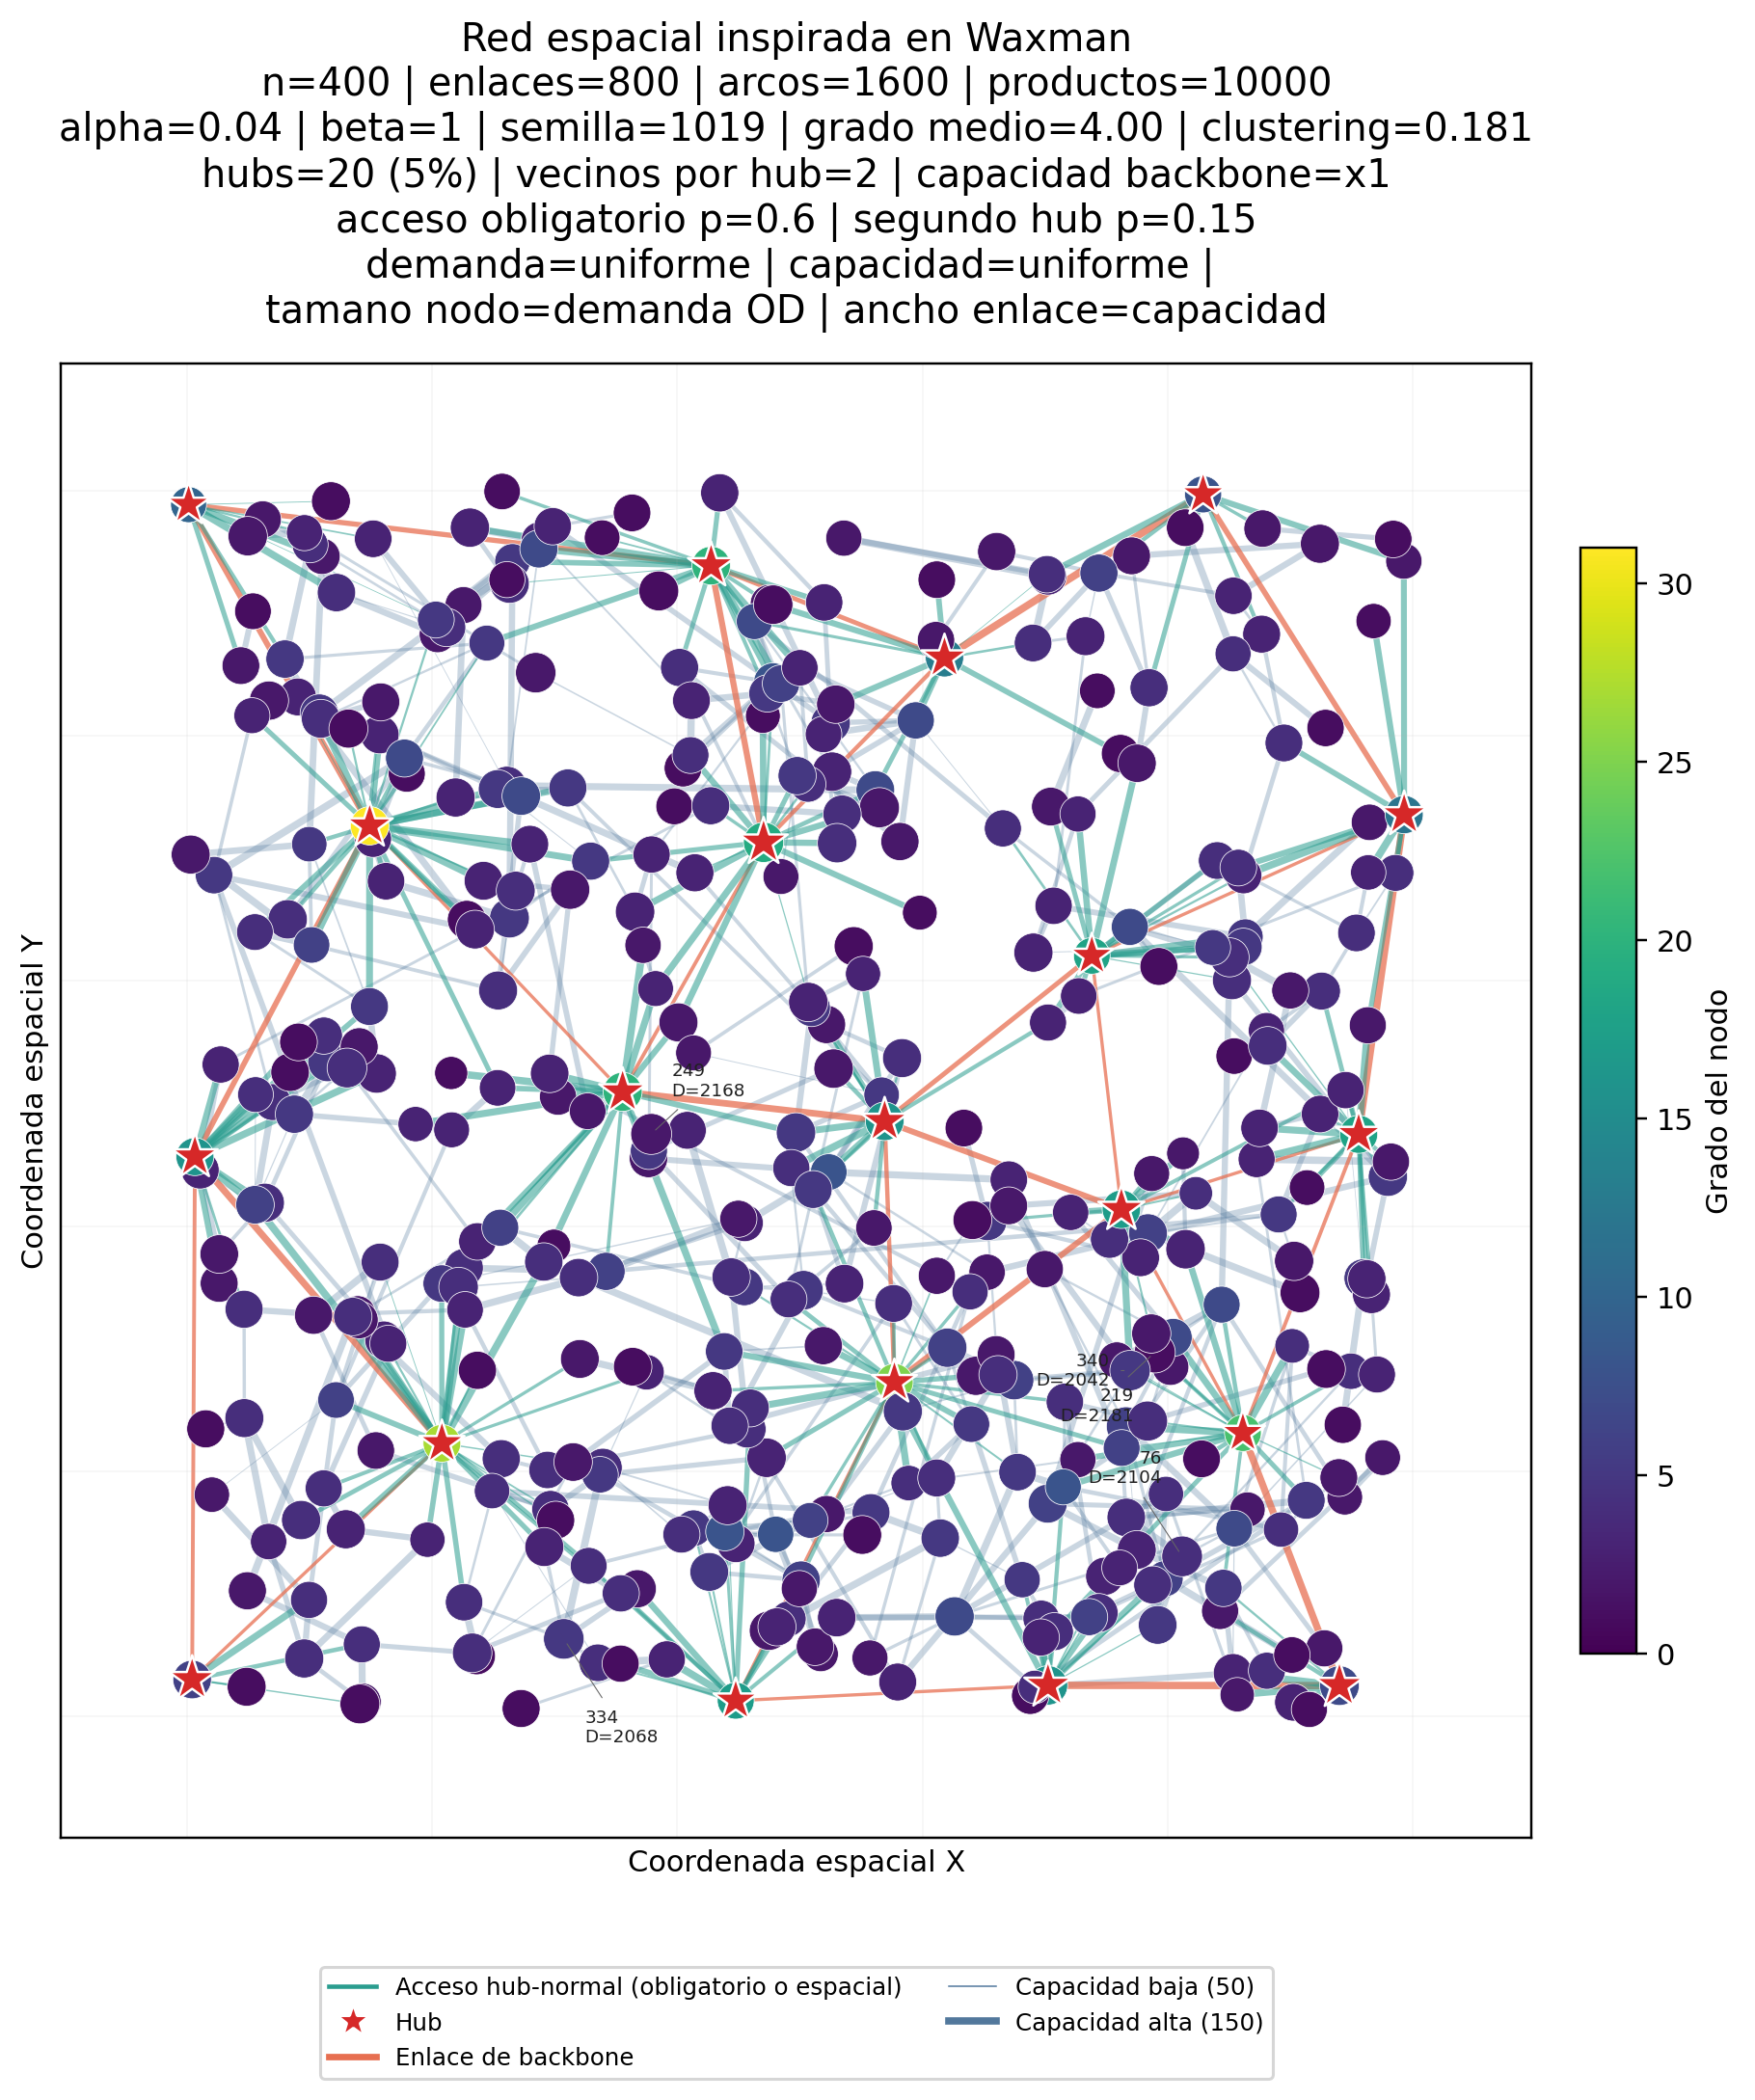 Red espacial inspirada en Waxman
n=400 | enlaces=800 | arcos=1600 | productos=10000
alpha=0.04 | beta=1 | semilla=1019 | grado medio=4.00 | clustering=0.181
hubs=20 (5%) | vecinos por hub=2 | capacidad backbone=x1
acceso obligatorio p=0.6 | segundo hub p=0.15
demanda=uniforme | capacidad=uniforme |
tamano nodo=demanda OD | ancho enlace=capacidad
Coordenada espacial Y
249
D=2168
D=2042
219
D=2181
76
D=2104
334
D=2068
Coordenada espacial X
30
25
20
15
10
5
0
Grado del nodo
Acceso hub-normal (obligatorio o espacial)
Hub
Enlace de backbone
Capacidad baja (50)
Capacidad alta (150)